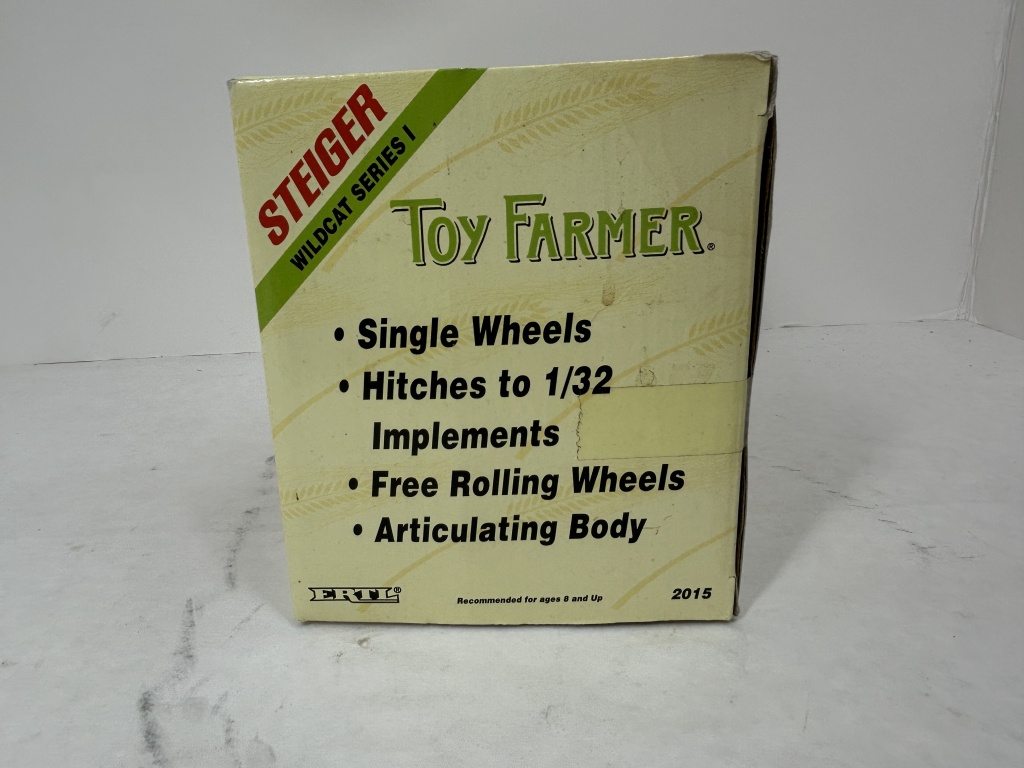 STEIGER
WILDCAT SERIES I
TOY FARMER®
• Single Wheels
• Hitches to 1/32
Implements
• Free Rolling Wheels
• Articulating Body
ERTL®
Recommended for ages 8 and Up
2015